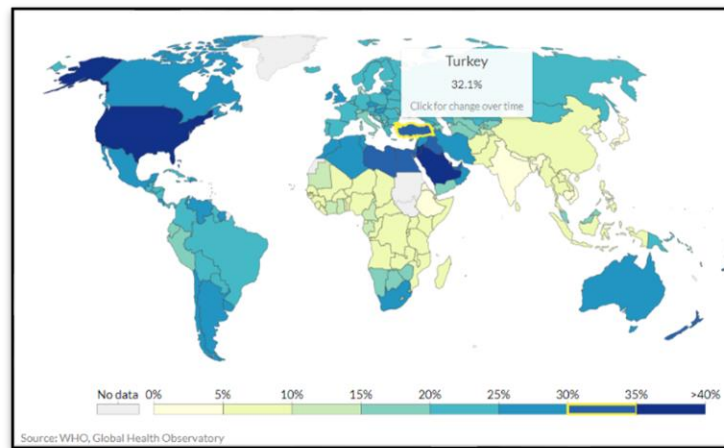 Turkey
32.1%
Click for change over time
No data 0% 5% 10% 15% 20% 25% 30% 35% >40%
Source: WHO, Global Health Observatory